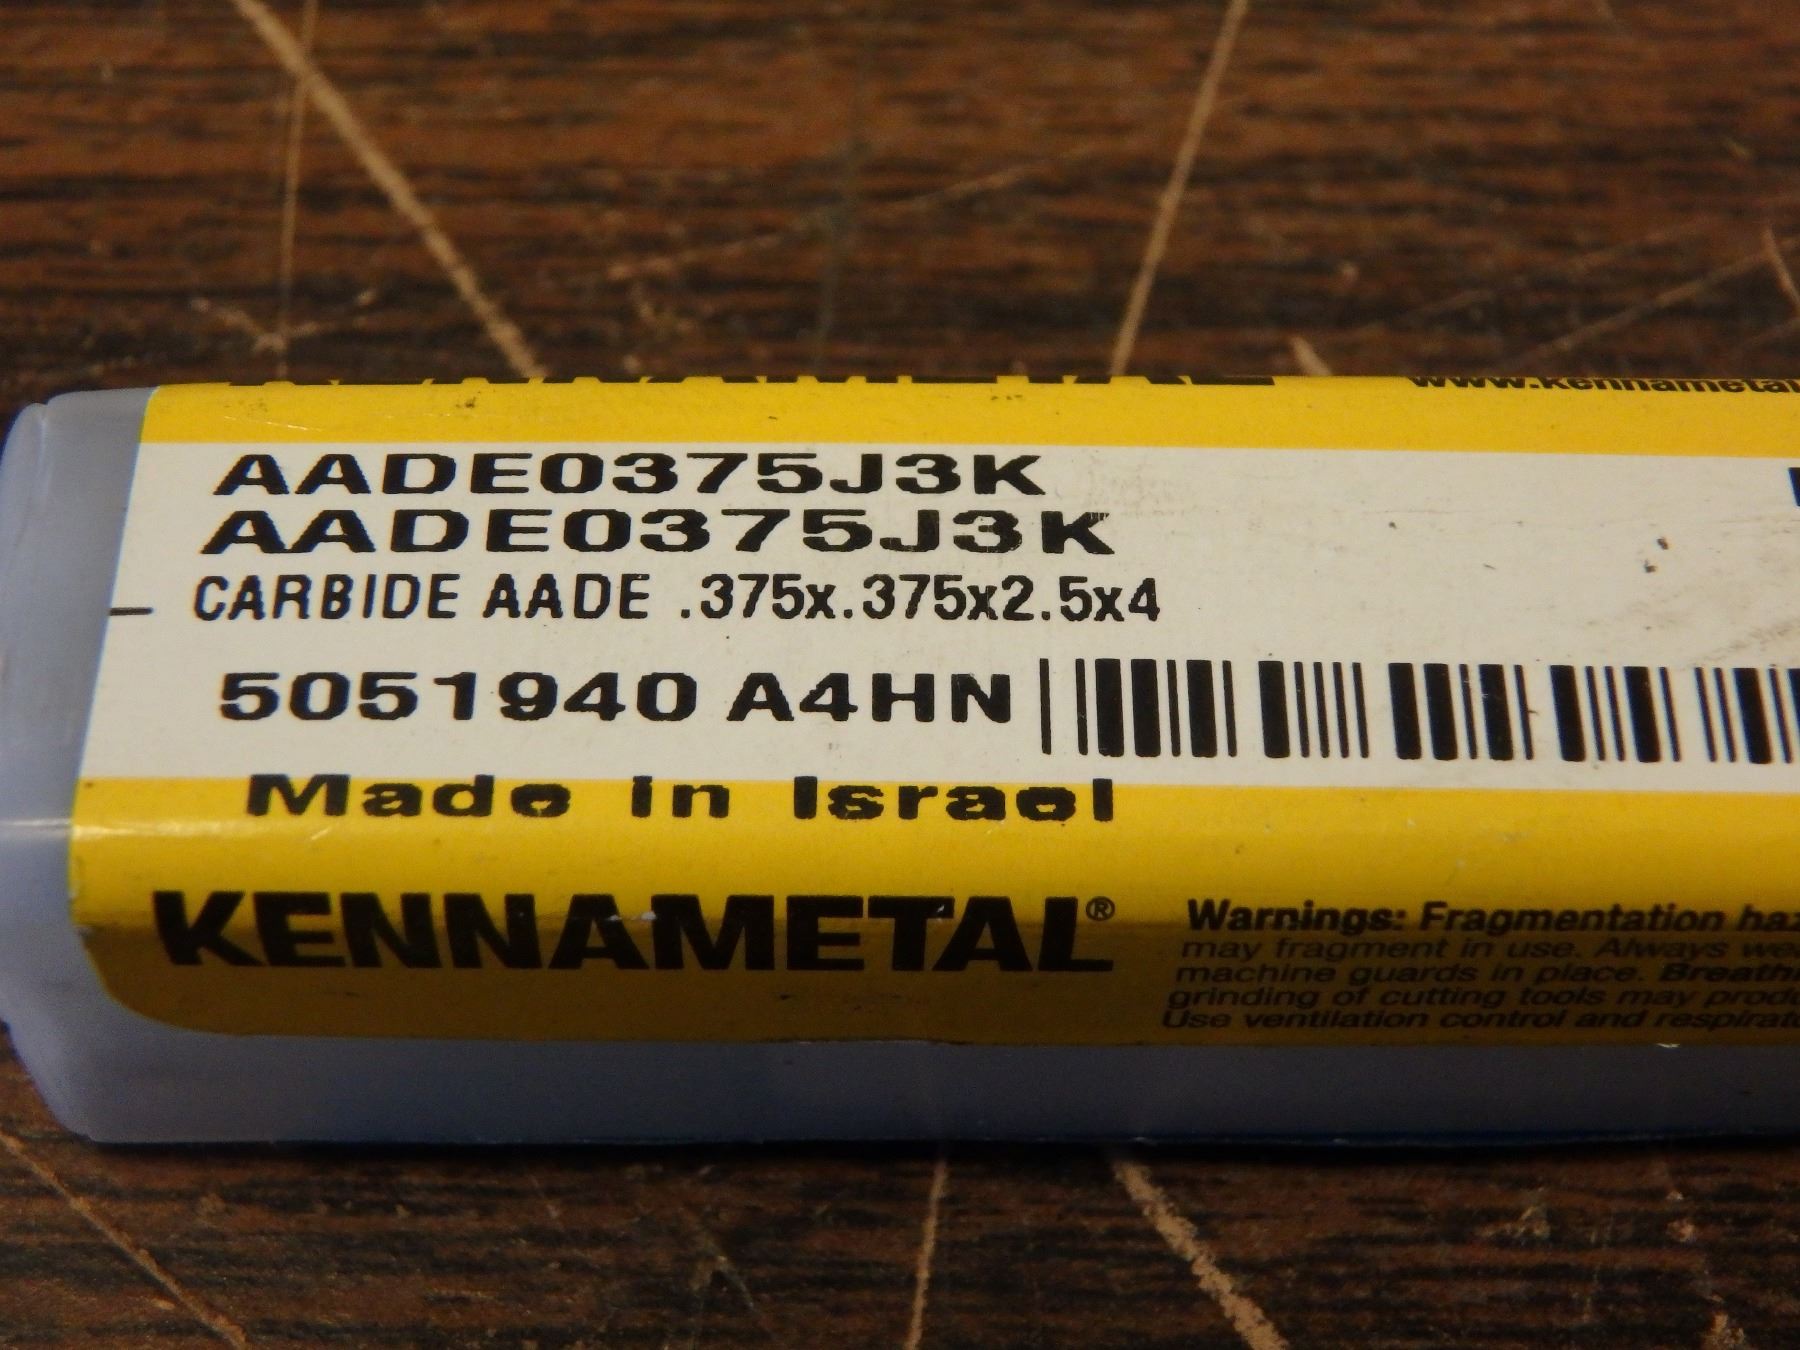 KENNAMETAL www.kennametal
AADE0375J3K
AADE0375J3K
CARBIDE AADE .375x.375x2.5x4
5051940 A4HN
Made in Israel
KENNAMETAL®
Warnings: Fragmentation
may fragment in use. Always
machine guards in place.
grinding of cutting tools may
Use ventilation control and